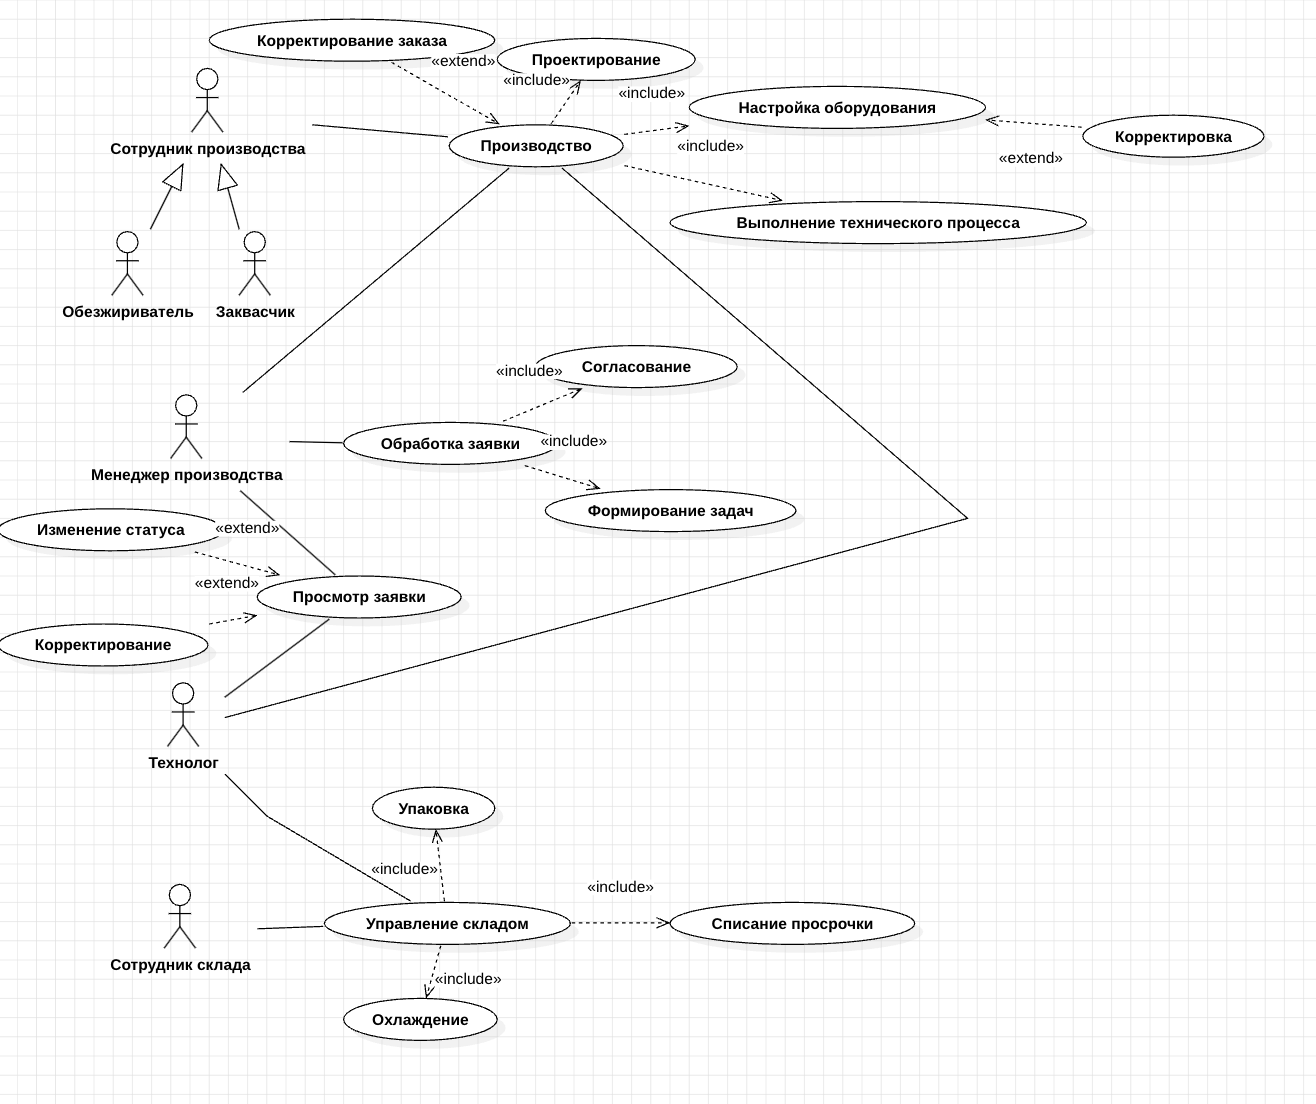 Корректирование заказа
«extend»
Проектирование
«include»
«include»
Настройка оборудования
Корректировка
Сотрудник производства
Производство
«include»
«extend»
Выполнение технического процесса
Обезжириватель
Заквасчик
«include»
Согласование
Обработка заявки
«include»
Менеджер производства
Формирование задач
Изменение статуса
«extend»
«extend»
Просмотр заявки
Корректирование
Технолог
Упаковка
«include»
«include»
Управление складом
Списание просрочки
Сотрудник склада
«include»
Охлаждение